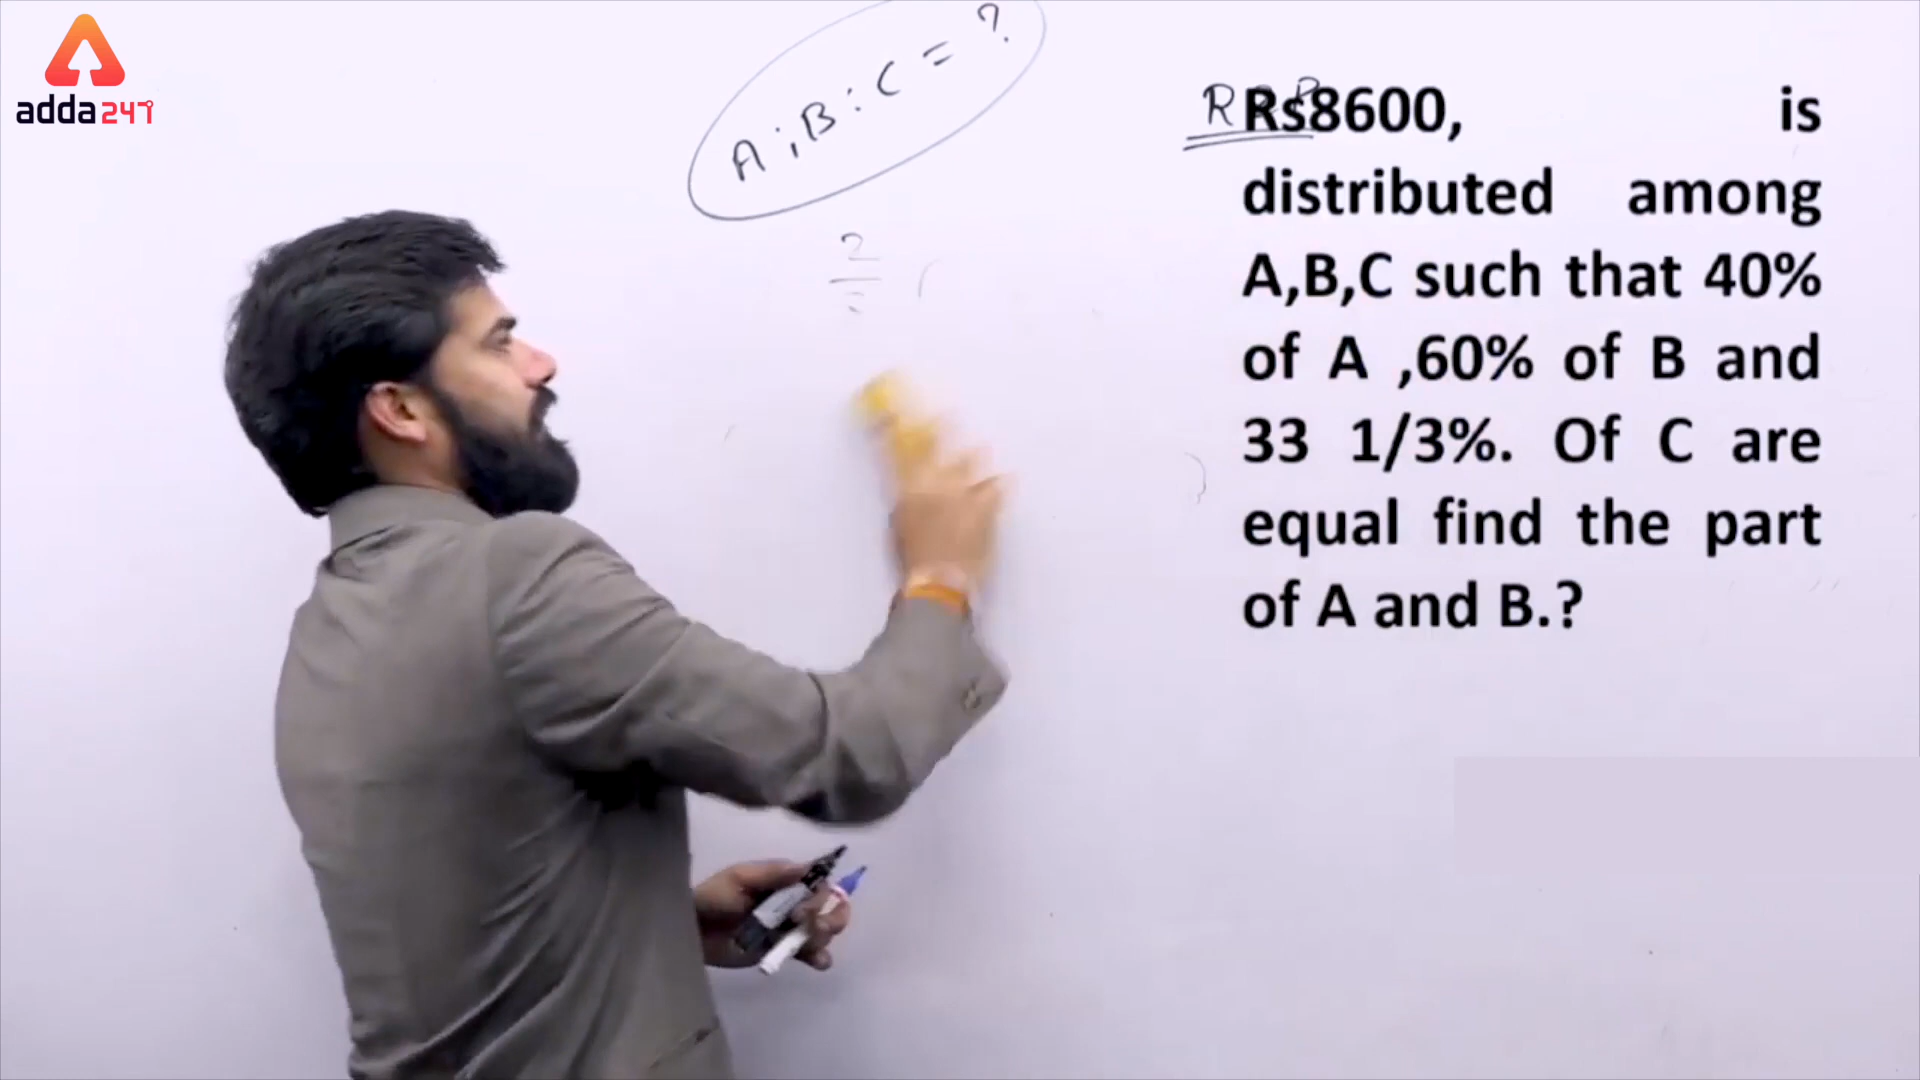 adda247
A:B:C = ?
2
Rs8600, is
distributed among
A,B,C such that 40%
of A ,60% of B and
33 1/3%. Of C are
equal find the part
of A and B.?